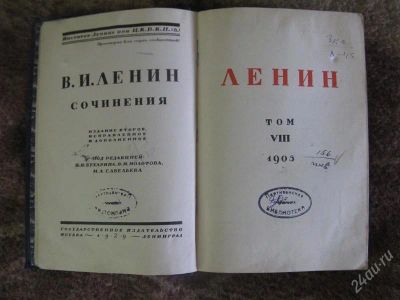 Институт Ленина при Ц.К.В.К.П.(б.)
Пролетарии всех стран, соединяйтесь!
В.И.ЛЕНИН
СОЧИНЕНИЯ
ИЗДАНИЕ ВТОРОЕ,
ИСПРАВЛЕННОЕ
И ДОПОЛНЕННОЕ
ПОД РЕДАКЦИЕЙ:
Н.И.БУХАРИНА, В.М.МОЛОТОВА,
М.А.САВЕЛЬЕВА
ГОСУДАРСТВЕННОЕ ИЗДАТЕЛЬСТВО
МОСКВА—1929—ЛЕНИНГРАД
ЛЕНИН
ТОМ
VIII
1905
166
БИБЛИОТЕКА
24au.ru